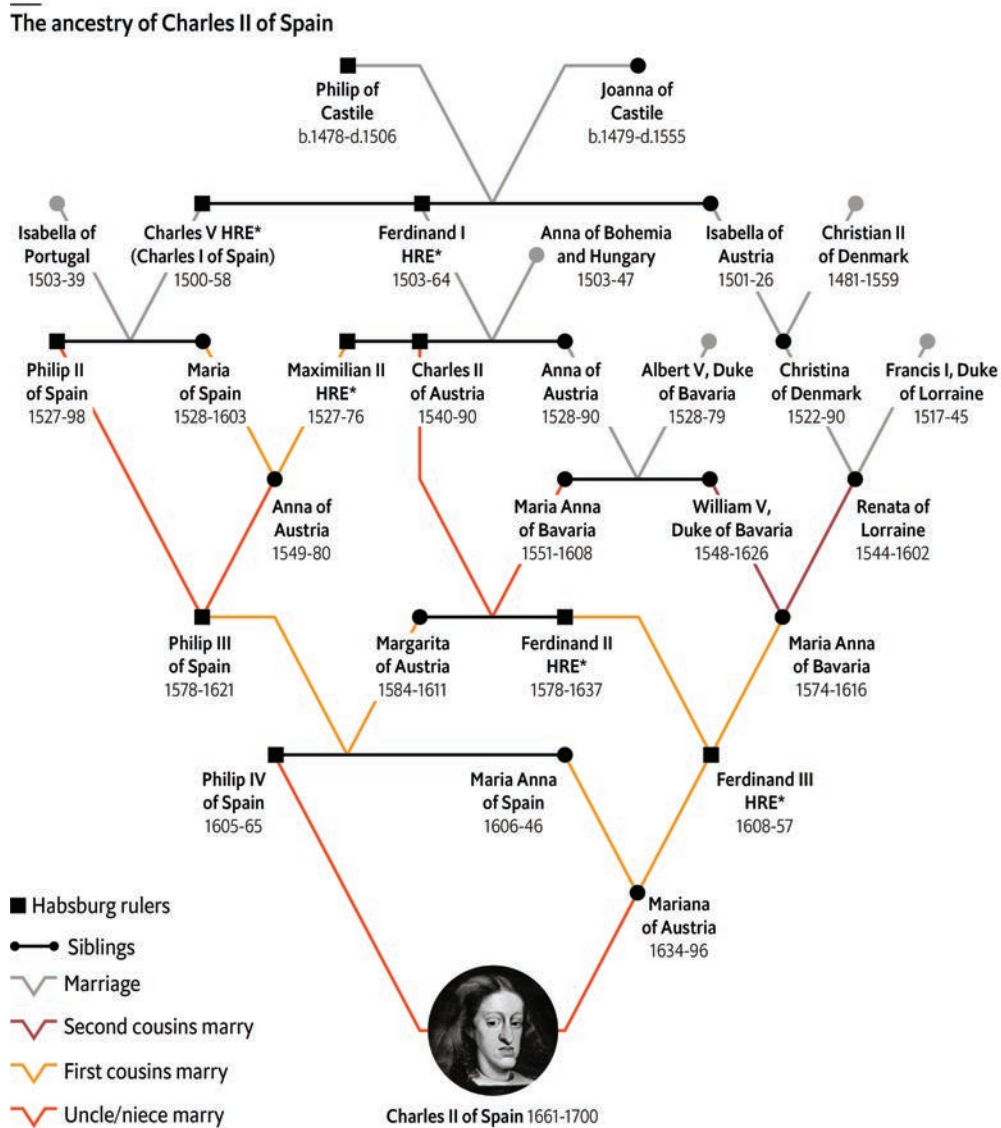 The ancestry of Charles II of Spain
Philip of
Castile
b.1478-d.1506
Joanna of
Castile
b.1479-d.1555
Isabella of
Portugal
1503-39
Charles V HRE*
(Charles I of Spain)
1500-58
Ferdinand I
HRE*
1503-64
Anna of Bohemia
and Hungary
1503-47
Isabella of
Austria
1501-26
Christian II
of Denmark
1481-1559
Philip II
of Spain
1527-98
Maria
of Spain
1528-1603
Maximilian II
HRE*
1527-76
Charles II
of Austria
1540-90
Anna of
Austria
1528-90
Albert V, Duke
of Bavaria
1528-79
Christina
of Denmark
1522-90
Francis I, Duke
of Lorraine
1517-45
Anna of
Austria
1549-80
Maria Anna
of Bavaria
1551-1608
William V,
Duke of Bavaria
1548-1626
Renata of
Lorraine
1544-1602
Philip III
of Spain
1578-1621
Margarita
of Austria
1584-1611
Ferdinand II
HRE*
1578-1637
Maria Anna
of Bavaria
1574-1616
Philip IV
of Spain
1605-65
Maria Anna
of Spain
1606-46
Ferdinand III
HRE*
1608-57
Mariana
of Austria
1634-96
Habsburg rulers
Siblings
Marriage
Second cousins marry
First cousins marry
Uncle/niece marry
Charles II of Spain 1661-1700